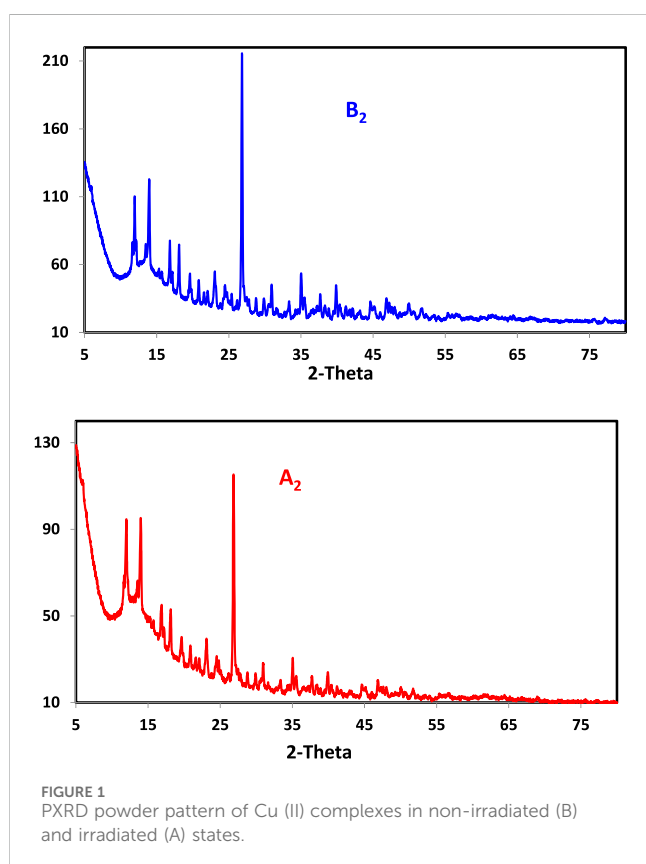 210
160
B2
110
60
10
5 15 25 35 45 55 65 75
2-Theta
130
A2
90
50
10
5 15 25 35 45 55 65 75
2-Theta
FIGURE 1
PXRD powder pattern of Cu (II) complexes in non-irradiated (B)
and irradiated (A) states.